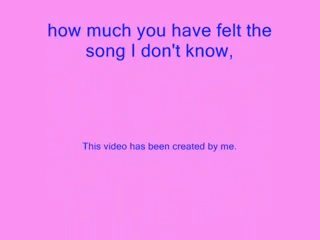 how much you have felt the
song I don't know,
This video has been created by me.